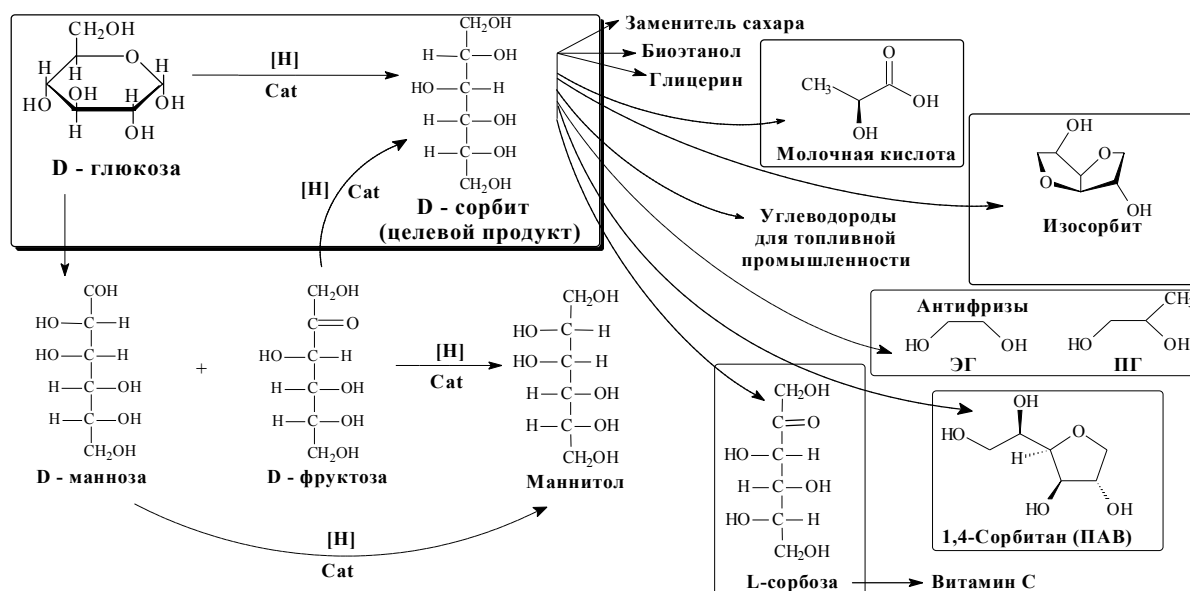 CH₂OH
H
O
H
H
H
OH
H
HO
OH
H
OH
D - глюкоза
[H]
Cat
CH₂OH
H—C—OH
HO—C—H
H—C—OH
H—C—OH
CH₂OH
D - сорбит
(целевой продукт)
[H]
Cat
Заменитель сахара
Биоэтанол
Глицерин
O
CH₃
OH
OH
Молочная кислота
OH
O
O
OH
Изосорбит
Углеводороды
для топливной
промышленности
Антифризы
HO
OH
ЭГ
CH
HO
OH
ПГ
COH
HO—C—H
HO—C—H
H—C—OH
H—C—OH
CH₂OH
D - манноза
+
CH₂OH
C=O
HO—C—H
H—C—OH
H—C—OH
CH₂OH
D - фруктоза
[H]
Cat
CH₂OH
HO—C—H
HO—C—H
H—C—OH
H—C—OH
CH₂OH
Маннитол
[H]
Cat
CH₂OH
C=O
HO—C—H
H—C—OH
HO—C—H
CH₂OH
L-сорбоза
Витамин С
OH
HO
O
H
HO
OH
1,4-Сорбитан (ПАВ)